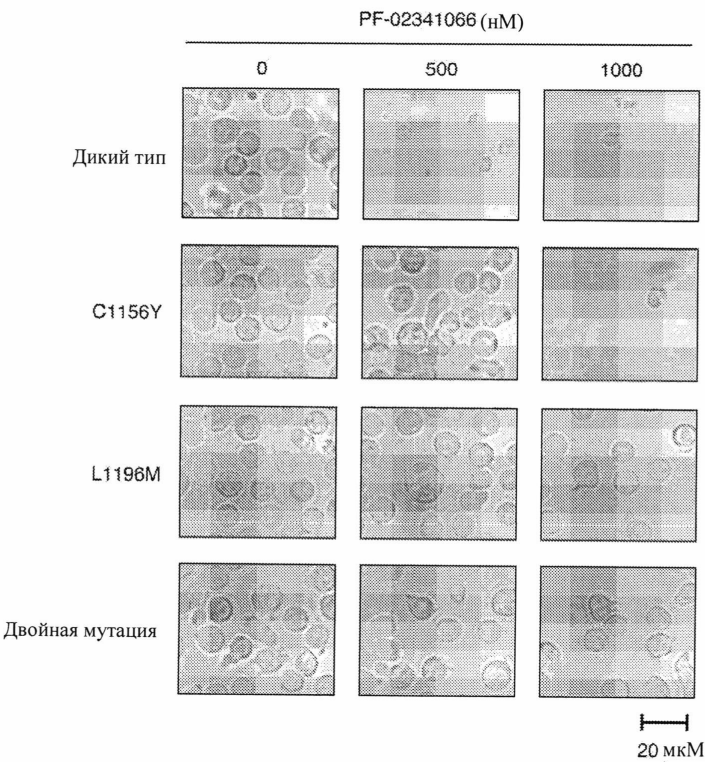 PF-02341066 (нМ)
0 500 1000
Дикий тип
C1156Y
L1196M
Двойная мутация
20 мкМ